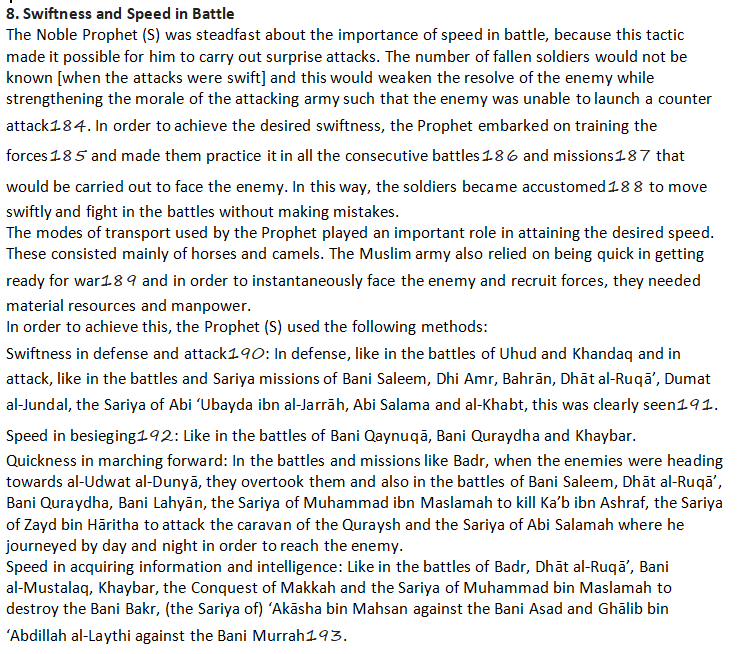 8. Swiftness and Speed in Battle
The Noble Prophet (S) was steadfast about the importance of speed in battle, because this tactic
made it possible for him to carry out surprise attacks. The number of fallen soldiers would not be
known [when the attacks were swift] and this would weaken the resolve of the enemy while
strengthening the morale of the attacking army such that the enemy was unable to launch a counter
attack184. In order to achieve the desired swiftness, the Prophet embarked on training the
forces185 and made them practice it in all the consecutive battles186 and missions187 that
would be carried out to face the enemy. In this way, the soldiers became accustomed188 to move
swiftly and fight in the battles without making mistakes.
The modes of transport used by the Prophet played an important role in attaining the desired speed.
These consisted mainly of horses and camels. The Muslim army also relied on being quick in getting
ready for war189 and in order to instantaneously face the enemy and recruit forces, they needed
material resources and manpower.
In order to achieve this, the Prophet (S) used the following methods:
Swiftness in defense and attack190: In defense, like in the battles of Uhud and Khandaq and in
attack, like in the battles and Sariya missions of Bani Saleem, Dhi Amr, Bahrān, Dhāt al-Ruqā’, Dumat
al-Jundal, the Sariya of Abi ‘Ubayda ibn al-Jarrāh, Abi Salama and al-Khabt, this was clearly seen191.
Speed in besieging192: Like in the battles of Bani Qaynuqā, Bani Quraydha and Khaybar.
Quickness in marching forward: In the battles and missions like Badr, when the enemies were heading
towards al-Udwat al-Dunyā, they overtook them and also in the battles of Bani Saleem, Dhāt al-Ruqā’,
Bani Quraydha, Bani Lahyān, the Sariya of Muhammad ibn Maslamah to kill Ka’b ibn Ashraf, the Sariya
of Zayd bin Hāritha to attack the caravan of the Quraysh and the Sariya of Abi Salamah where he
journeyed by day and night in order to reach the enemy.
Speed in acquiring information and intelligence: Like in the battles of Badr, Dhāt al-Ruqā’, Bani
al-Mustalaq, Khaybar, the Conquest of Makkah and the Sariya of Muhammad bin Maslamah to
destroy the Bani Bakr, (the Sariya of) ‘Akāsha bin Mahsan against the Bani Asad and Ghālib bin
‘Abdillah al-Laythi against the Bani Murrah193.